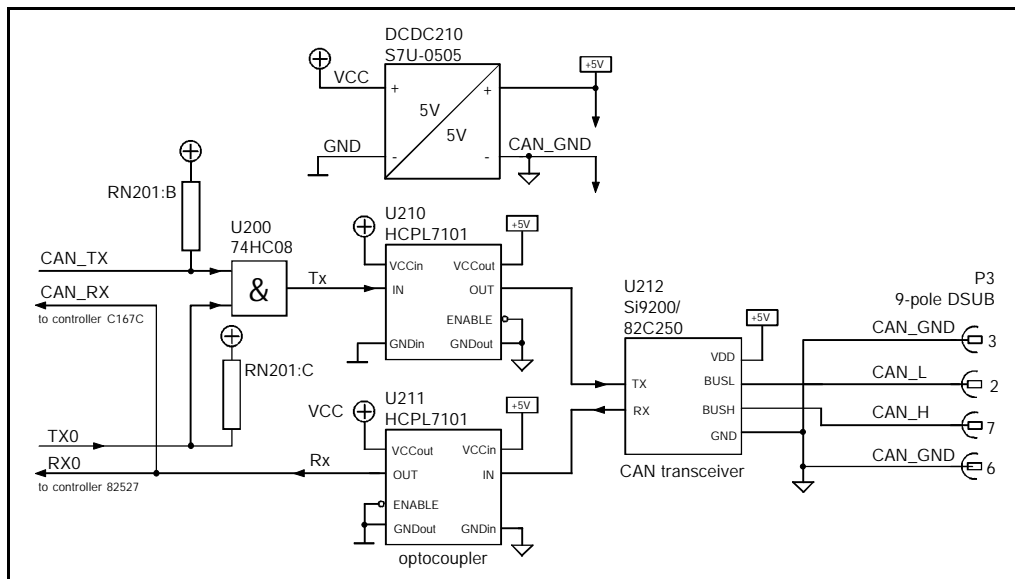 DCDC210
S7U-0505
VCC
+
+
+5V
5V
5V
GND
-
-
CAN_GND
RN201:B
U200
74HC08
CAN_TX
&
Tx
CAN_RX
to controller C167C
RN201:C
TX0
RX0
to controller 82527
U210
HCPL7101
+5V
VCCin
VCCout
IN
OUT
ENABLE
GNDin
GNDout
VCC
U211
HCPL7101
+5V
VCCout
VCCin
Rx
OUT
IN
ENABLE
GNDout
GNDin
optocoupler
U212
Si9200/
82C250
+5V
VDD
TX
BUSL
RX
BUSH
GND
CAN transceiver
P3
9-pole DSUB
CAN_GND
3
CAN_L
2
CAN_H
7
CAN_GND
6